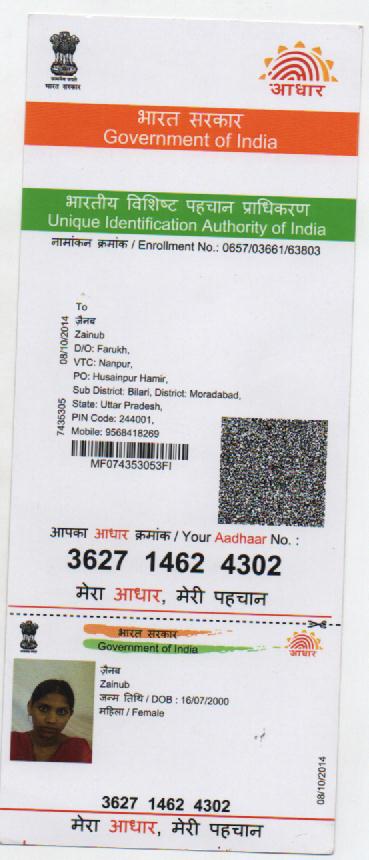 भारत सरकार
आधार
भारत सरकार
Government of India
भारतीय विशिष्ट पहचान प्राधिकरण
Unique Identification Authority of India
नामांकन क्रमांक / Enrollment No.: 0657/03661/63803
To
ज़ैनब
Zainub
D/O: Farukh,
VTC: Nanpur,
PO: Husainpur Hamir,
Sub District: Bilari, District: Moradabad,
State: Uttar Pradesh,
PIN Code: 244001,
Mobile: 9568418269
08/10/2014
7435305
MF074353053FI
आपका आधार क्रमांक / Your Aadhaar No. :
3627 1462 4302
मेरा आधार, मेरी पहचान
भारत सरकार
Government of India
आधार
ज़ैनब
Zainub
जन्म तिथि / DOB : 16/07/2000
महिला / Female
08/10/2014
3627 1462 4302
मेरा आधार, मेरी पहचान